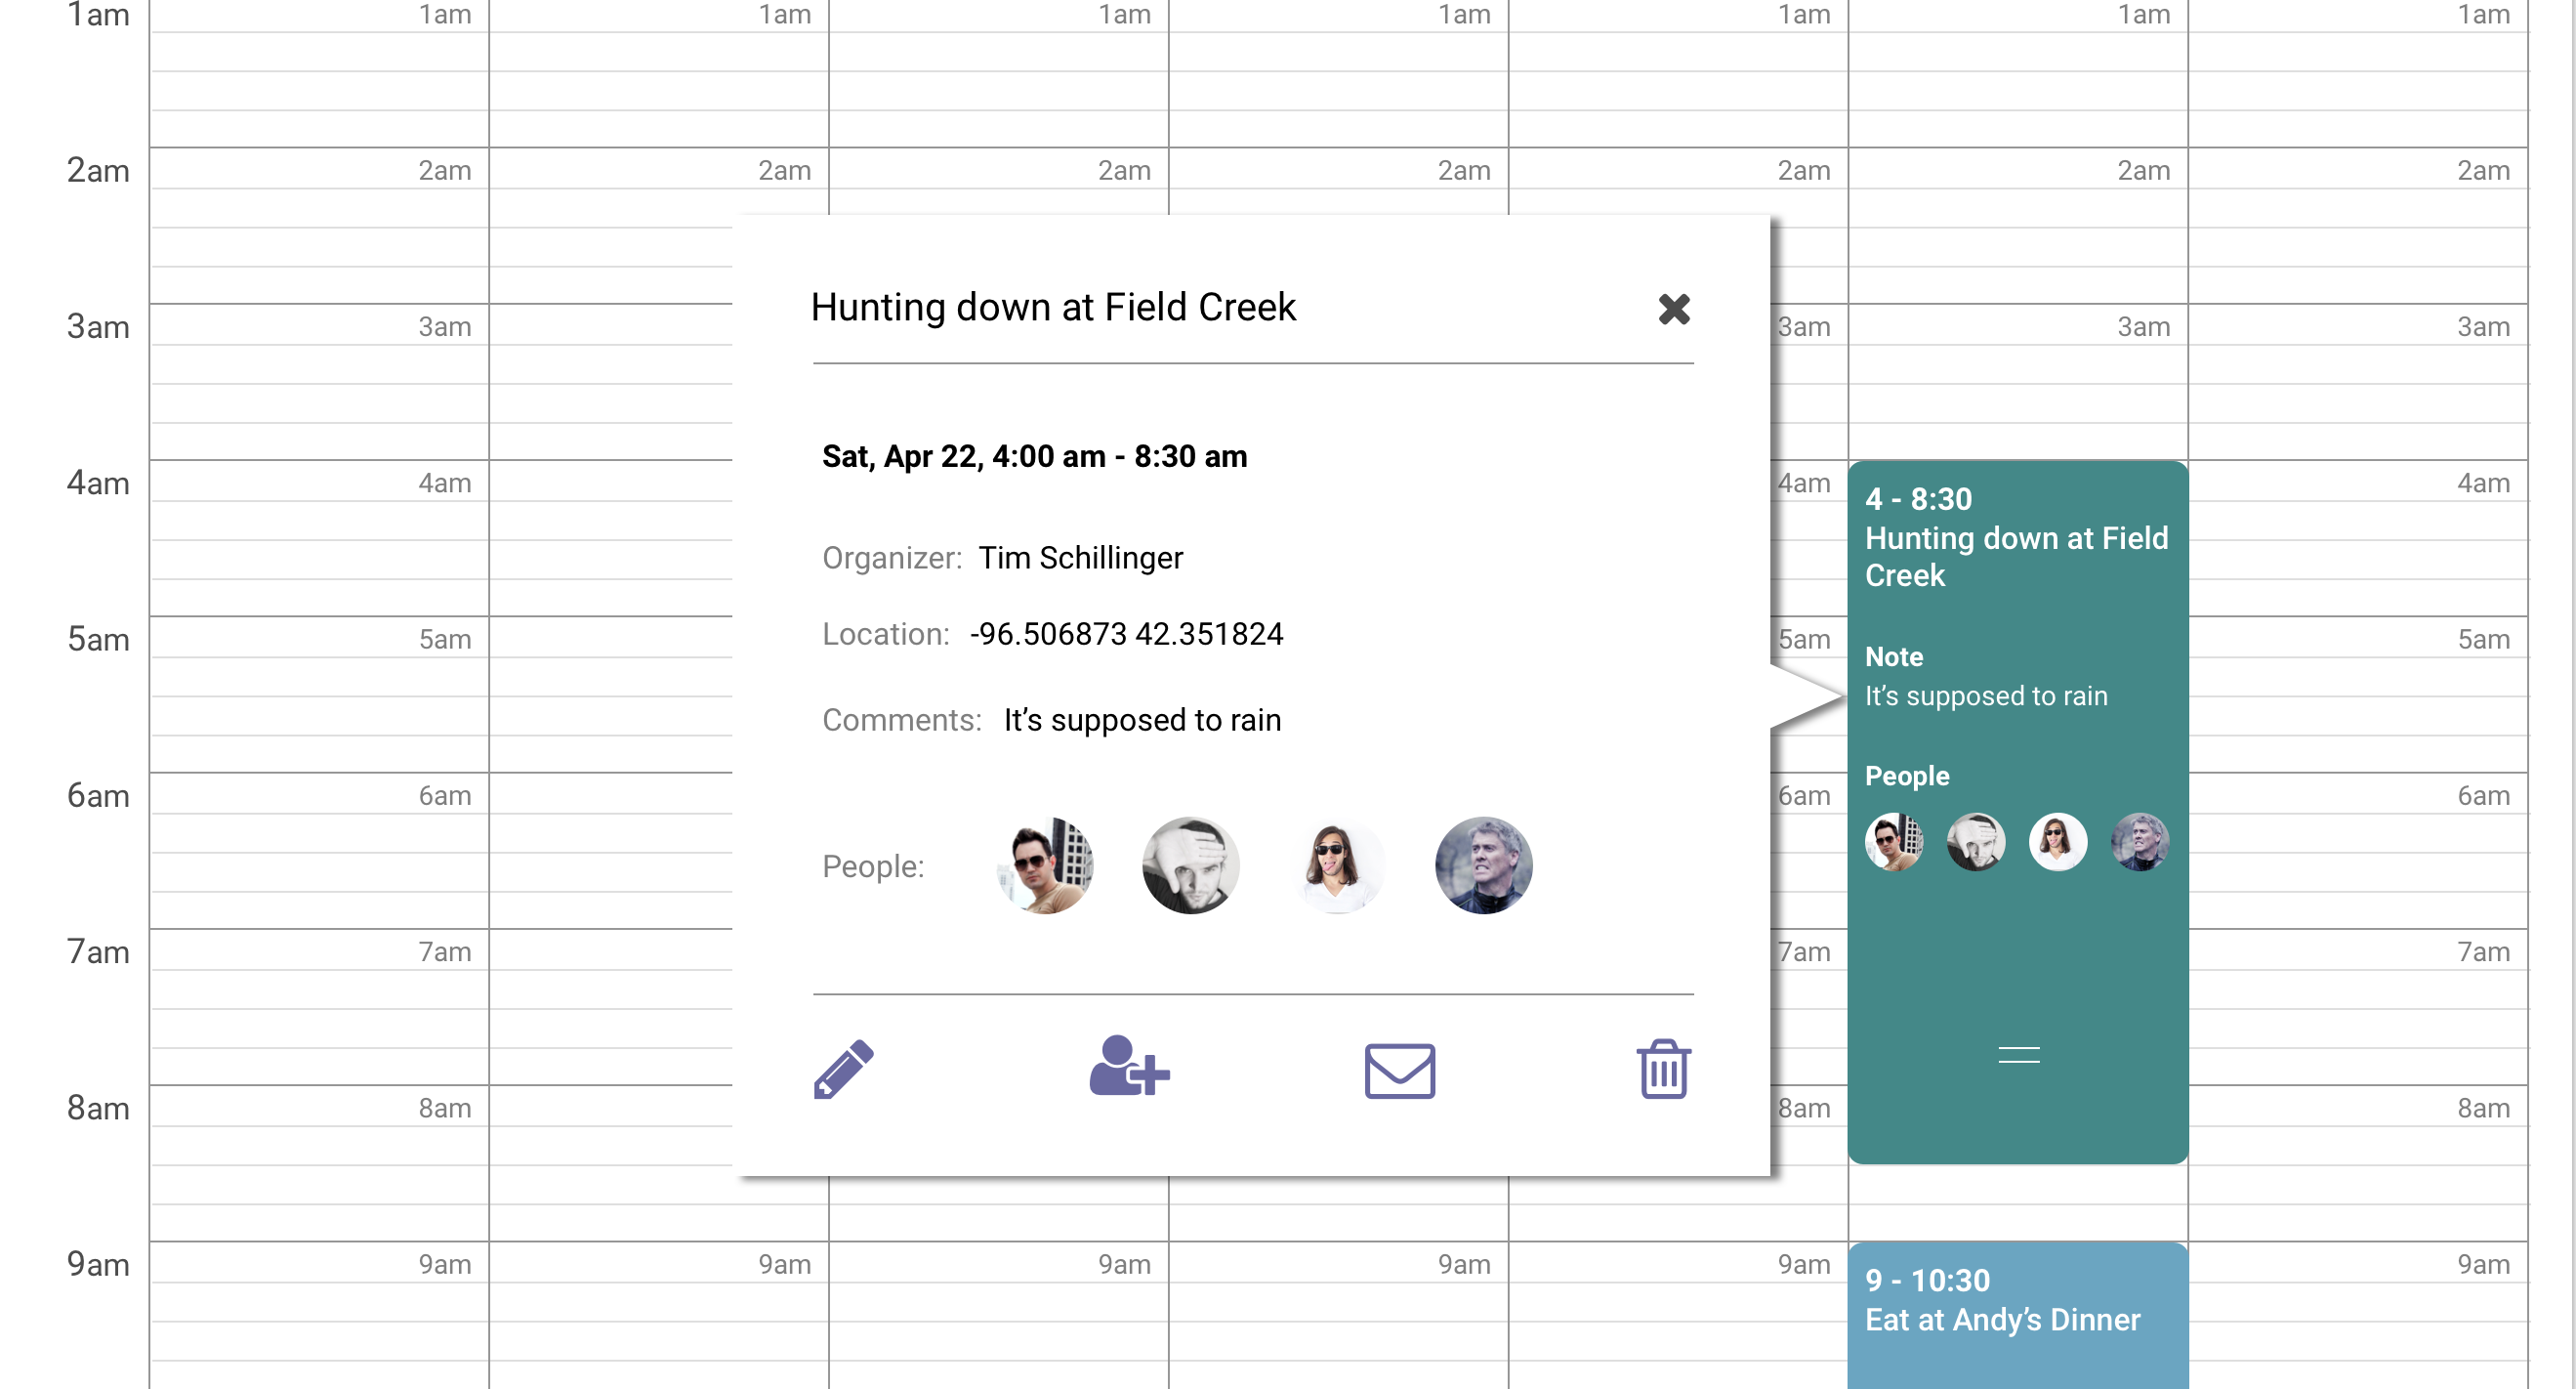 1am 1am 1am 1am 1am 1am 1am 1am
2am 2am 2am 2am 2am 2am 2am 2am
3am 3am 3am 3am 3am
4am 4am 4am 4am
5am 5am 5am 5am
6am 6am 6am 6am
7am 7am 7am 7am
8am 8am 8am 8am
9am 9am 9am 9am 9am 9am 9am
Hunting down at Field Creek
Sat, Apr 22, 4:00 am - 8:30 am
Organizer: Tim Schillinger
Location: -96.506873 42.351824
Comments: It’s supposed to rain
People:
4 - 8:30
Hunting down at Field
Creek
Note
It’s supposed to rain
People
9 - 10:30
Eat at Andy’s Dinner